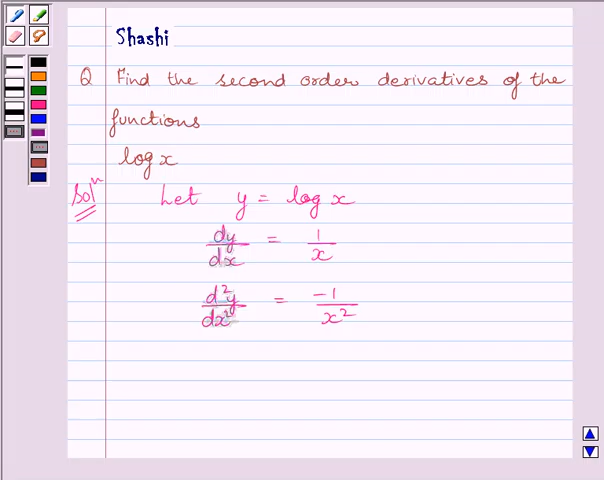 Shashi
Q Find the second order derivatives of the
functions
log x
Solⁿ Let y = log x
dy/dx = 1/x
d²y/dx² = -1/x²